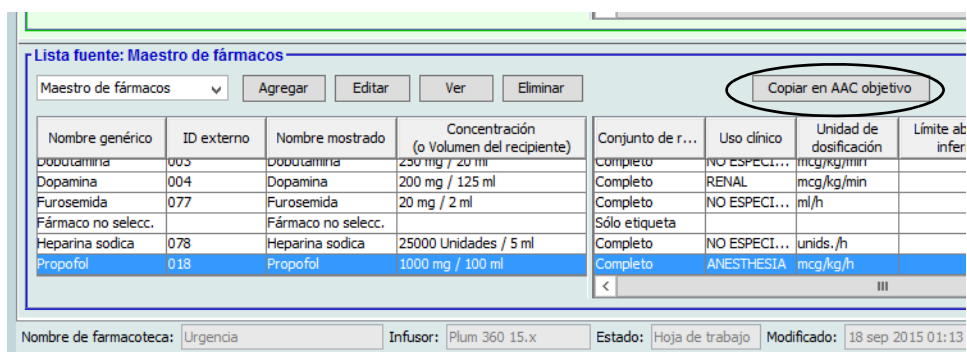 Lista fuente: Maestro de fármacos
Maestro de fármacos Agregar Editar Ver Eliminar Copiar en AAC objetivo
Nombre genérico ID externo Nombre mostrado Concentración (o Volumen del recipiente) Conjunto de r... Uso clínico Unidad de dosificación Límite ab infer
Dobutamina 003 Dobutamina 250 mg / 20 ml Completo NO ESPECI... mcg/kg/min
Dopamina 004 Dopamina 200 mg / 125 ml Completo RENAL mcg/kg/min
Furosemida 077 Furosemida 20 mg / 2 ml Completo NO ESPECI... ml/h
Fármaco no selecc. Fármaco no selecc. Sólo etiqueta
Heparina sodica 078 Heparina sodica 25000 Unidades / 5 ml Completo NO ESPECI... unids./h
Propofol 018 Propofol 1000 mg / 100 ml Completo ANESTHESIA mcg/kg/h
Nombre de farmacoteca: Urgencia Infusor: Plum 360 15.x Estado: Hoja de trabajo Modificado: 18 sep 2015 01:13